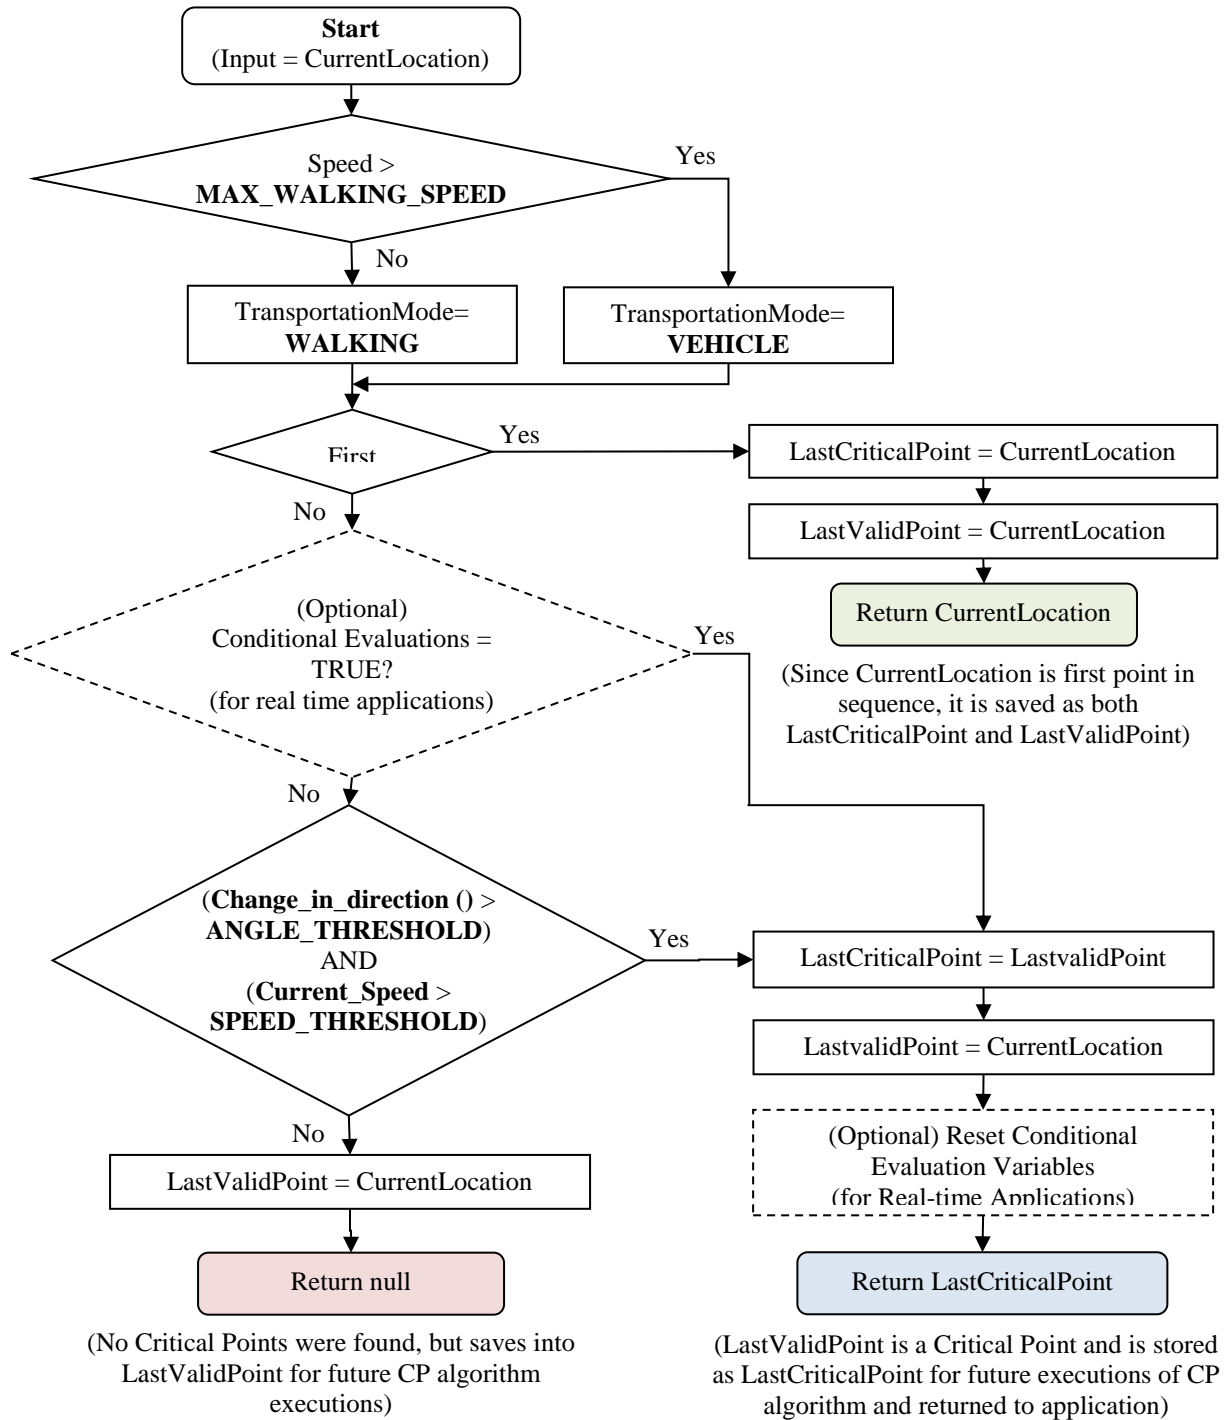 Start
(Input = CurrentLocation)
Speed >
MAX_WALKING_SPEED
Yes
No
TransportationMode=
WALKING
TransportationMode=
VEHICLE
First
Yes
No
LastCriticalPoint = CurrentLocation
LastValidPoint = CurrentLocation
Return CurrentLocation
(Since CurrentLocation is first point in
sequence, it is saved as both
LastCriticalPoint and LastValidPoint)
(Optional)
Conditional Evaluations =
TRUE?
(for real time applications)
Yes
No
(Change_in_direction () >
ANGLE_THRESHOLD)
AND
(Current_Speed >
SPEED_THRESHOLD)
Yes
No
LastCriticalPoint = LastvalidPoint
LastvalidPoint = CurrentLocation
(Optional) Reset Conditional
Evaluation Variables
(for Real-time Applications)
LastValidPoint = CurrentLocation
Return null
(No Critical Points were found, but saves into
LastValidPoint for future CP algorithm
executions)
Return LastCriticalPoint
(LastValidPoint is a Critical Point and is stored
as LastCriticalPoint for future executions of CP
algorithm and returned to application)